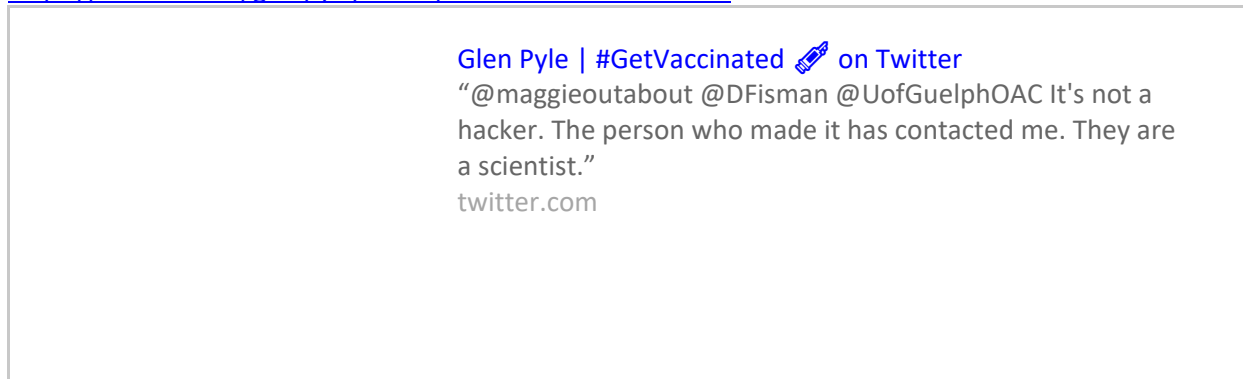 Glen Pyle | #GetVaccinated 💉 on Twitter
“@maggieoutabout @DFisman @UofGuelphOAC It's not a
hacker. The person who made it has contacted me. They are
a scientist.”
twitter.com